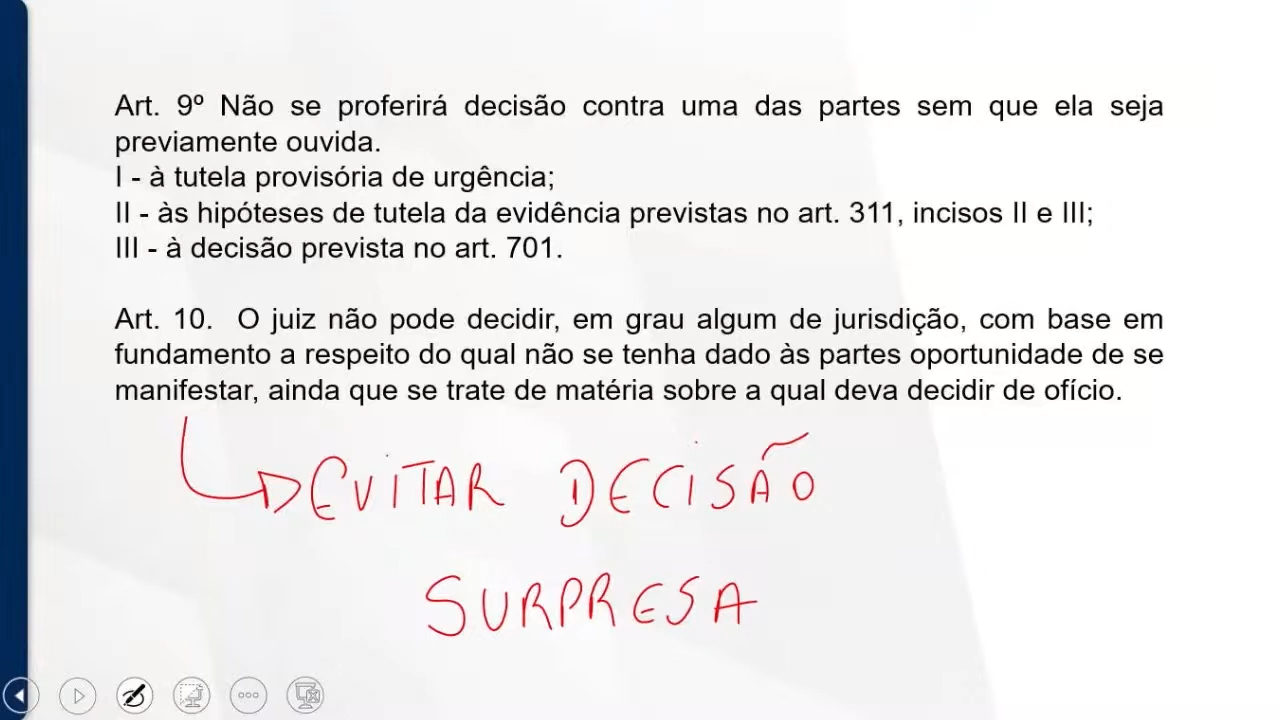 Art. 9º Não se proferirá decisão contra uma das partes sem que ela seja
previamente ouvida.
I - à tutela provisória de urgência;
II - às hipóteses de tutela da evidência previstas no art. 311, incisos II e III;
III - à decisão prevista no art. 701.
Art. 10. O juiz não pode decidir, em grau algum de jurisdição, com base em
fundamento a respeito do qual não se tenha dado às partes oportunidade de se
manifestar, ainda que se trate de matéria sobre a qual deva decidir de ofício.
EVITAR DECISÃO
SURPRESA